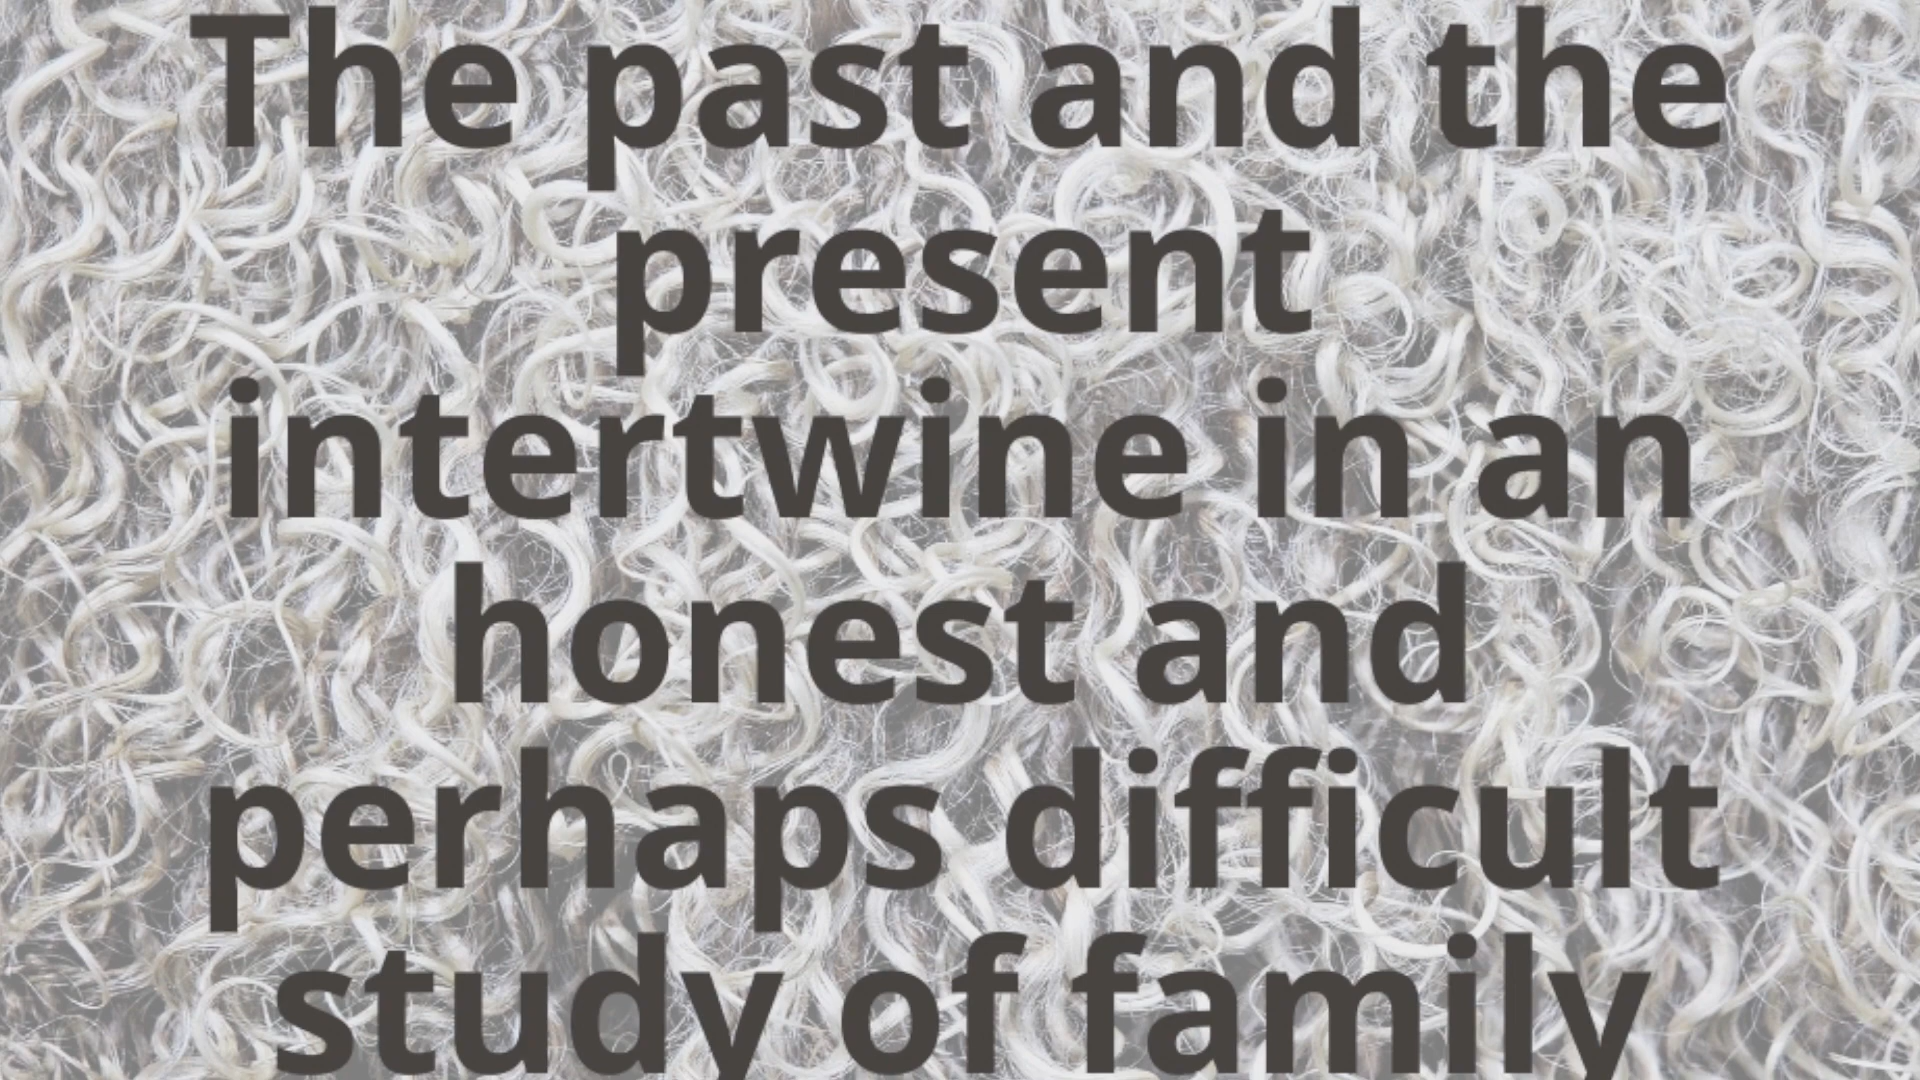 The past and the
present
intertwine in an
honest and
perhaps difficult
study of family